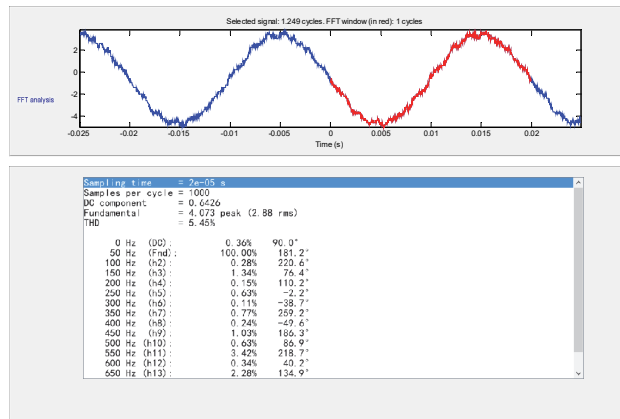 Selected signal: 1.249 cycles. FFT window (in red): 1 cycles
2
0
-2
-4
FFT analysis
-0.025 -0.02 -0.015 -0.01 -0.005 0 0.005 0.01 0.015 0.02
Time (s)
Sampling time = 2e-05 s
Samples per cycle = 1000
DC component = 0.6426
Fundamental = 4.073 peak (2.88 rms)
THD = 5.45%
0 Hz (DC): 0.36% 90.0°
50 Hz (Fnd): 100.00% 181.2°
100 Hz (h2): 0.28% 220.6°
150 Hz (h3): 1.34% 76.4°
200 Hz (h4): 0.15% 110.2°
250 Hz (h5): 0.63% -2.2°
300 Hz (h6): 0.11% -38.7°
350 Hz (h7): 0.77% 259.2°
400 Hz (h8): 0.24% -49.6°
450 Hz (h9): 1.03% 186.3°
500 Hz (h10): 0.63% 86.9°
550 Hz (h11): 3.42% 218.7°
600 Hz (h12): 0.34% 40.2°
650 Hz (h13): 2.28% 134.9°